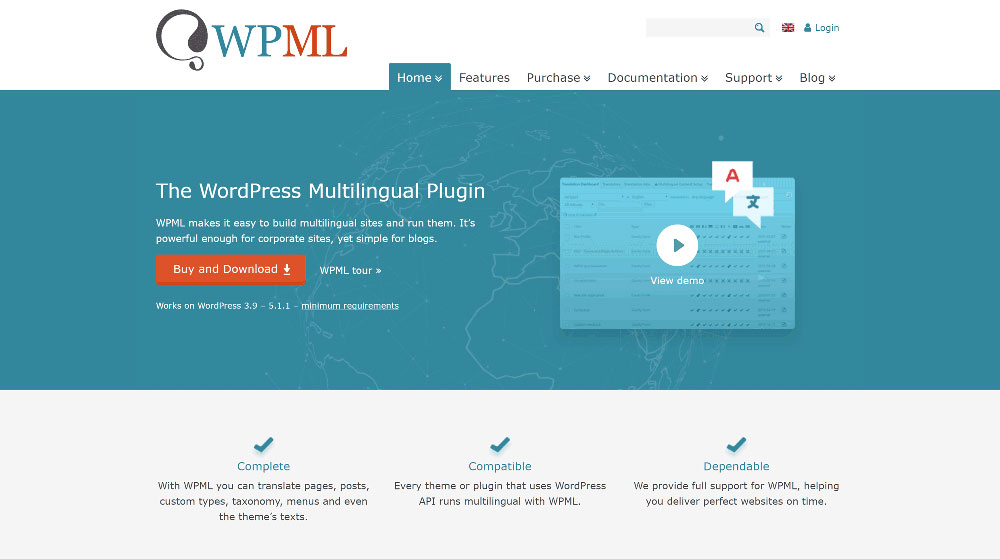 WPML
Login
Home
Features
Purchase
Documentation
Support
Blog
The WordPress Multilingual Plugin
WPML makes it easy to build multilingual sites and run them. It's
powerful enough for corporate sites, yet simple for blogs.
Buy and Download
WPML tour »
Works on WordPress 3.9 – 5.1.1 – minimum requirements
Translation Dashboard
A
文
View demo
Complete
With WPML you can translate pages, posts,
custom types, taxonomy, menus and even
the theme's texts.
Compatible
Every theme or plugin that uses WordPress
API runs multilingual with WPML.
Dependable
We provide full support for WPML, helping
you deliver perfect websites on time.